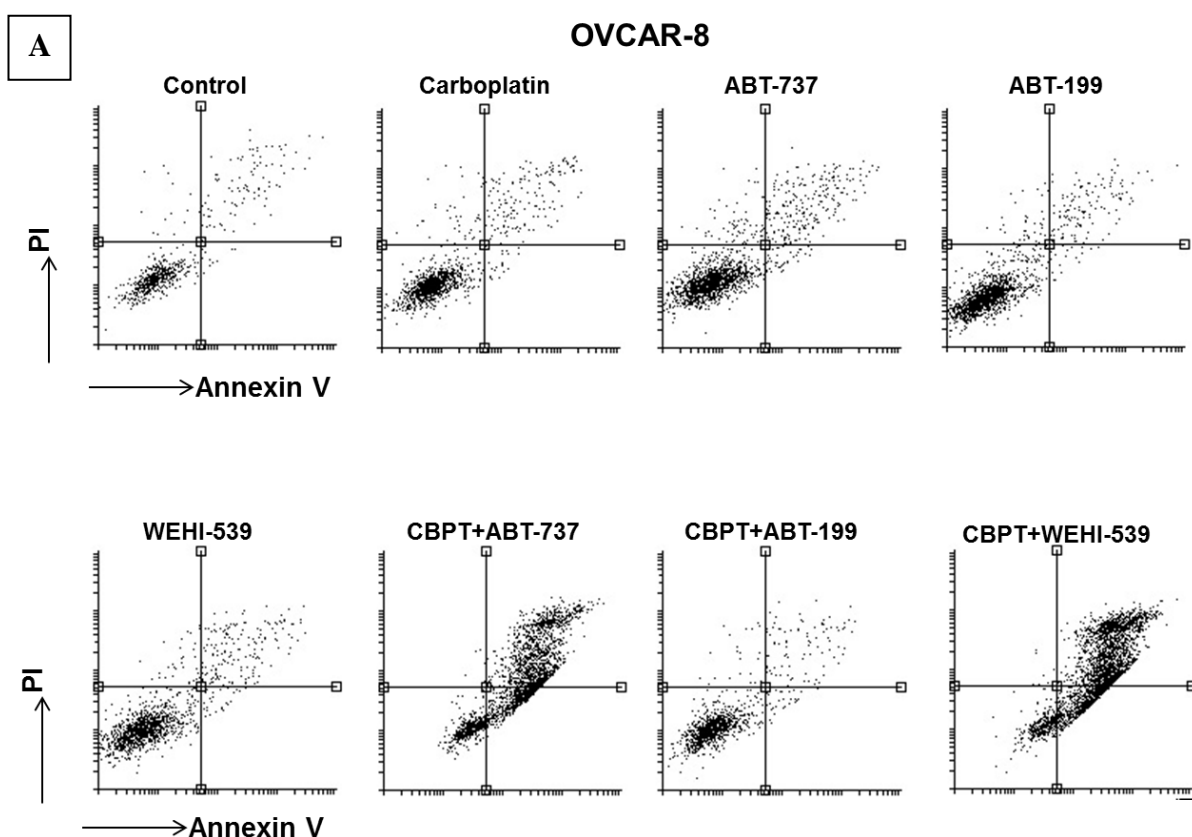 A
OVCAR-8
Control
Carboplatin
ABT-737
ABT-199
PI
Annexin V
WEHI-539
CBPT+ABT-737
CBPT+ABT-199
CBPT+WEHI-539
PI
Annexin V